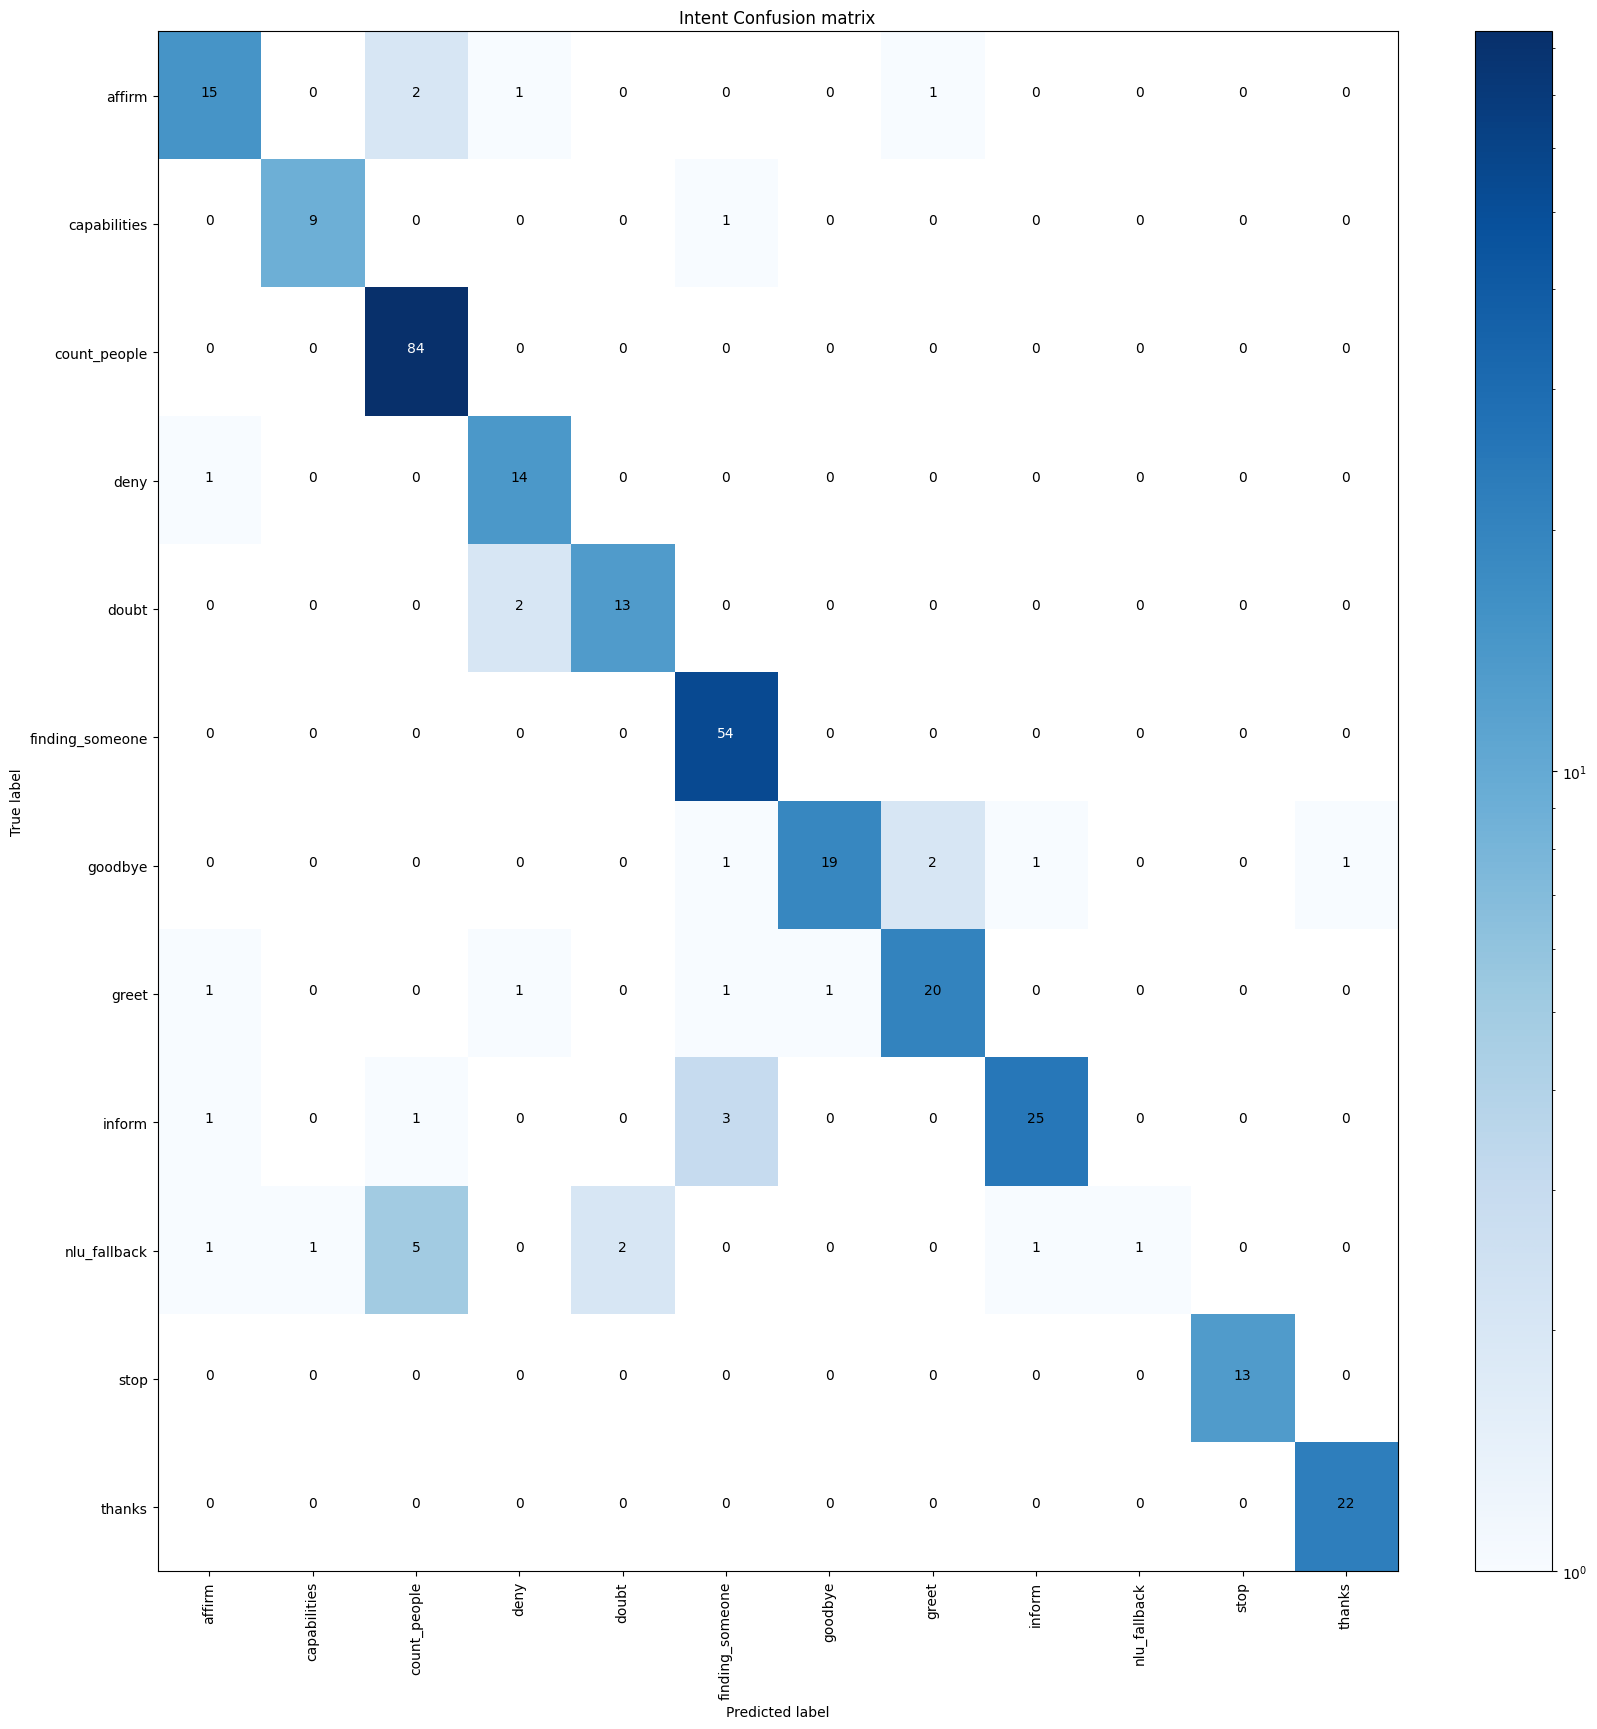 Intent Confusion matrix
affirm 15 0 2 1 0 0 0 1 0 0 0 0
capabilities 0 9 0 0 0 1 0 0 0 0 0 0
count_people 0 0 84 0 0 0 0 0 0 0 0 0
deny 1 0 0 14 0 0 0 0 0 0 0 0
doubt 0 0 0 2 13 0 0 0 0 0 0 0
finding_someone 0 0 0 0 0 54 0 0 0 0 0 0
10¹
True label
goodbye 0 0 0 0 0 1 19 2 1 0 0 1
greet 1 0 0 1 0 1 1 20 0 0 0 0
inform 1 0 1 0 0 3 0 0 25 0 0 0
nlu_fallback 1 1 5 0 2 0 0 0 1 1 0 0
stop 0 0 0 0 0 0 0 0 0 0 13 0
thanks 0 0 0 0 0 0 0 0 0 0 0 22
10⁰
affirm capabilities count_people deny doubt finding_someone goodbye greet inform nlu_fallback stop thanks
Predicted label